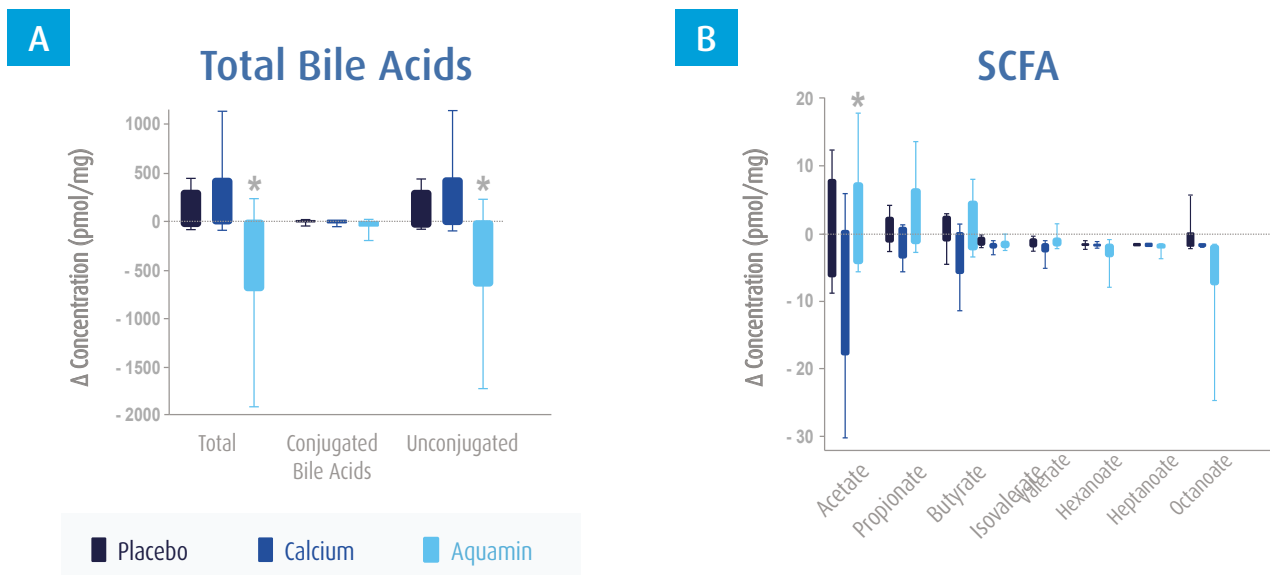 A
Total Bile Acids
Δ Concentration (pmol/mg)
1000
500
0
- 500
- 1000
- 1500
- 2000
*
*
Total
Conjugated
Bile Acids
Unconjugated
Placebo
Calcium
Aquamin
B
SCFA
Δ Concentration (pmol/mg)
20
10
0
- 10
- 20
- 30
*
Acetate
Propionate
Butyrate
Isovalerate
Valerate
Hexanoate
Heptanoate
Octanoate